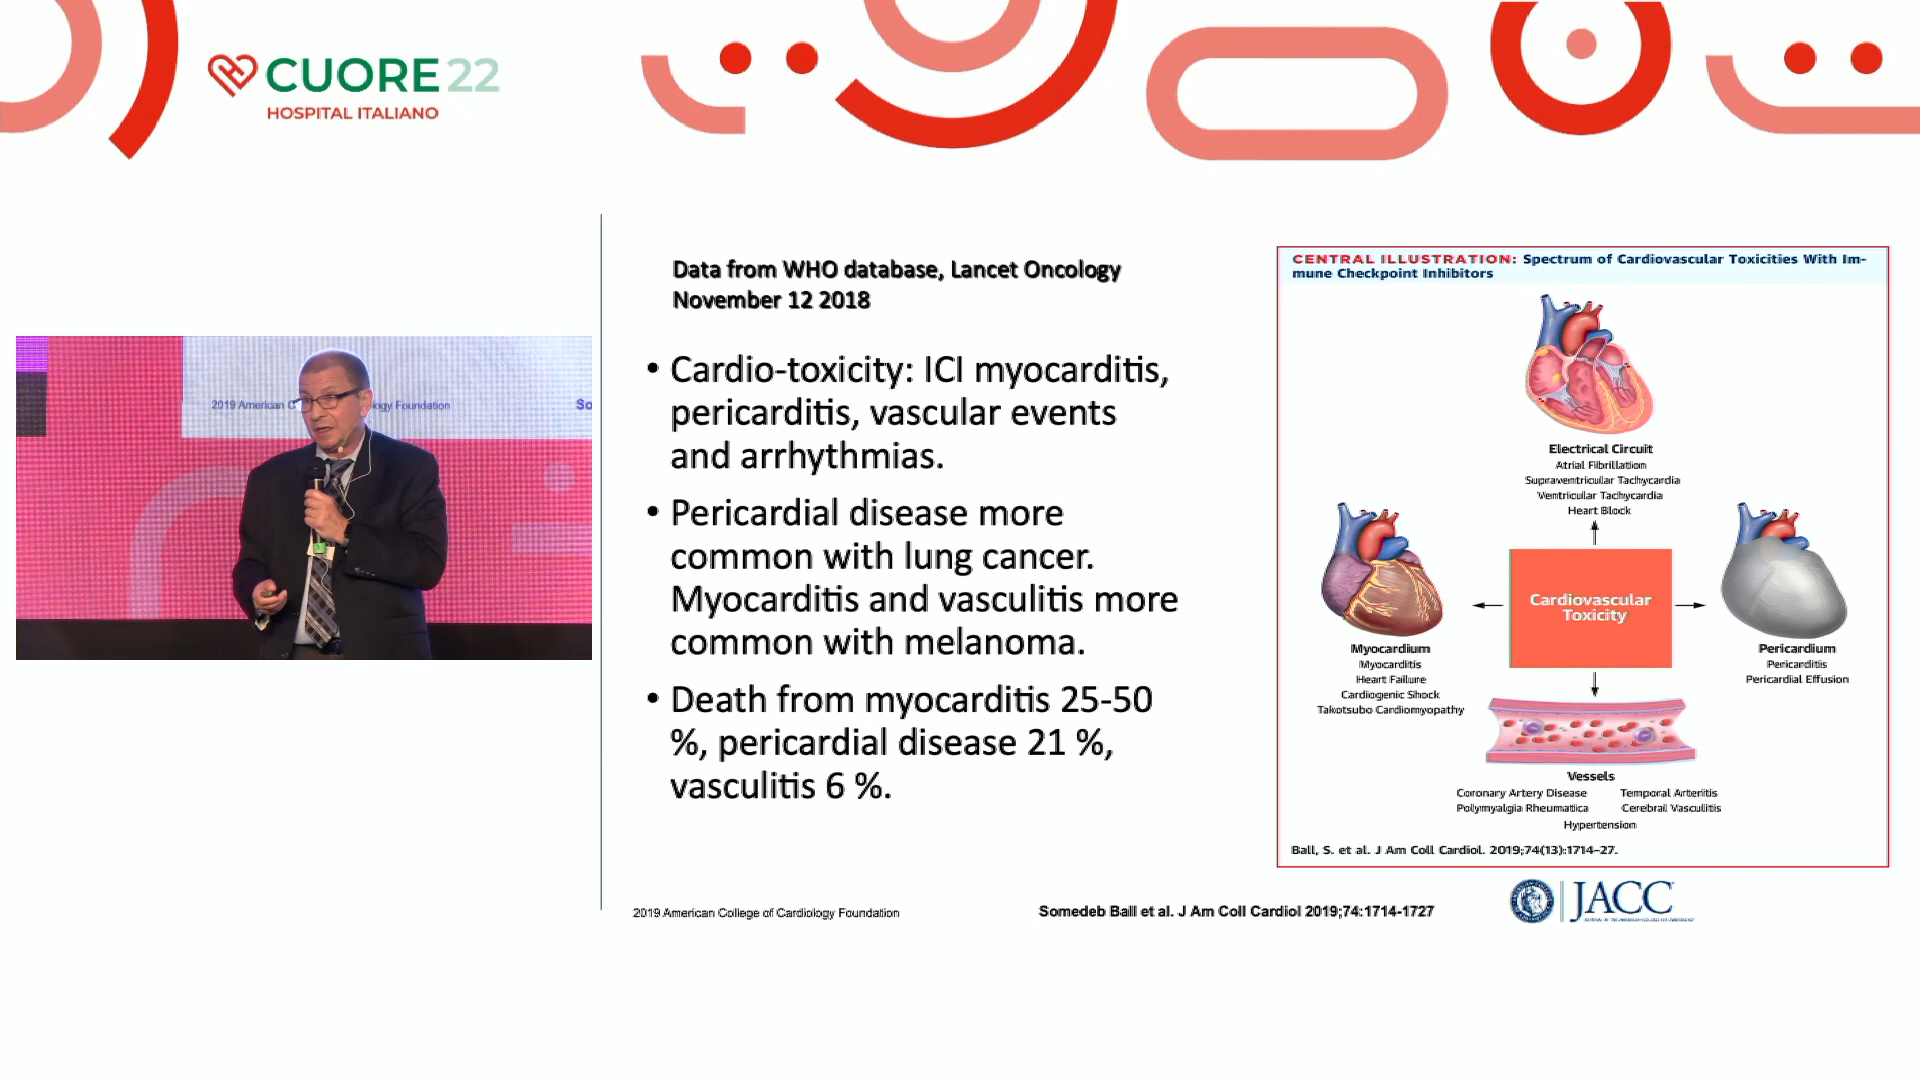 CUORE 22
HOSPITAL ITALIANO
2019 American C
logy Foundation
So
Data from WHO database, Lancet Oncology
November 12 2018
• Cardio-toxicity: ICI myocarditis,
pericarditis, vascular events
and arrhythmias.
• Pericardial disease more
common with lung cancer.
Myocarditis and vasculitis more
common with melanoma.
• Death from myocarditis 25-50
%, pericardial disease 21 %,
vasculitis 6 %.
CENTRAL ILLUSTRATION: Spectrum of Cardiovascular Toxicities With Im-
mune Checkpoint Inhibitors
Electrical Circuit
Atrial Fibrillation
Supraventricular Tachycardia
Ventricular Tachycardia
Heart Block
Cardiovascular
Toxicity
Myocardium
Myocarditis
Heart Failure
Cardiogenic Shock
Takotsubo Cardiomyopathy
Pericardium
Pericarditis
Pericardial Effusion
Vessels
Coronary Artery Disease Temporal Arteritis
Polymyalgia Rheumatica Cerebral Vasculitis
Hypertension
Ball, S. et al. J Am Coll Cardiol. 2019;74(13):1714–27.
2019 American College of Cardiology Foundation
Somedeb Ball et al. J Am Coll Cardiol 2019;74:1714-1727
JACC